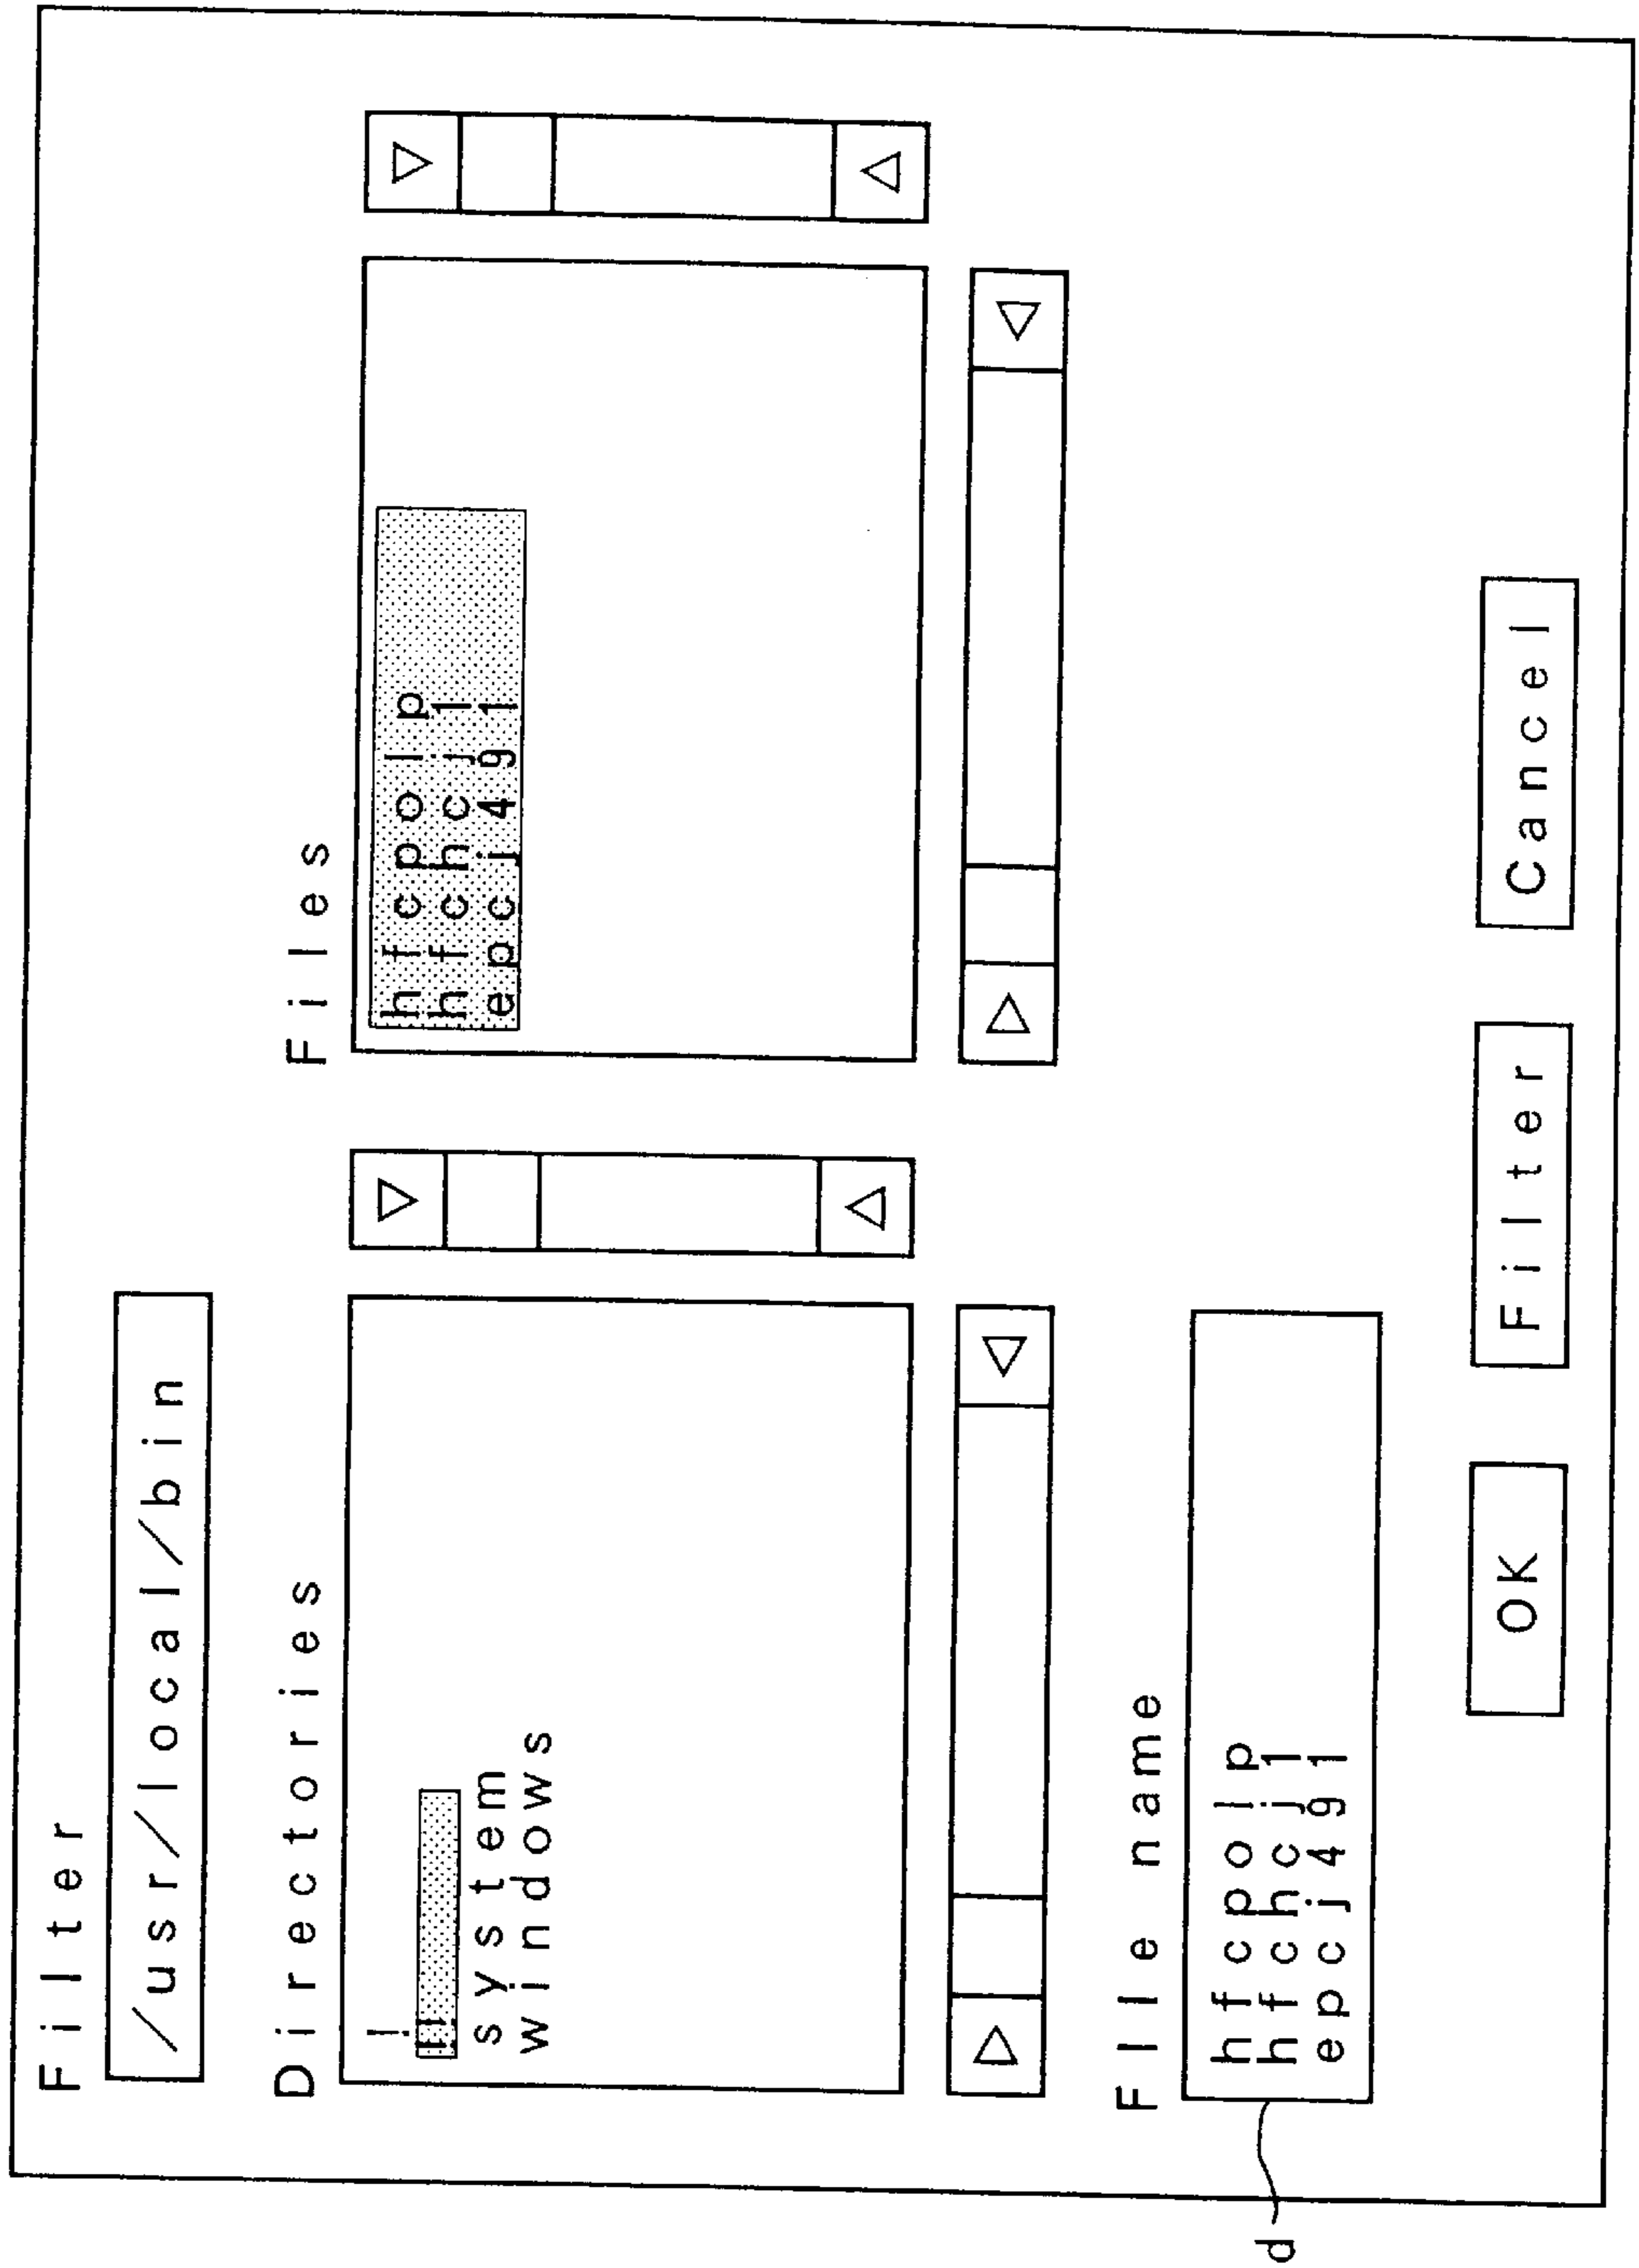 Filter
/usr/local/bin
Directories
system
windows
Files
hfcpolp
hfchcj1
epcj491
FIle name
hfcpolp
hfchcj1
epcj491
d
OK
Filter
Cancel